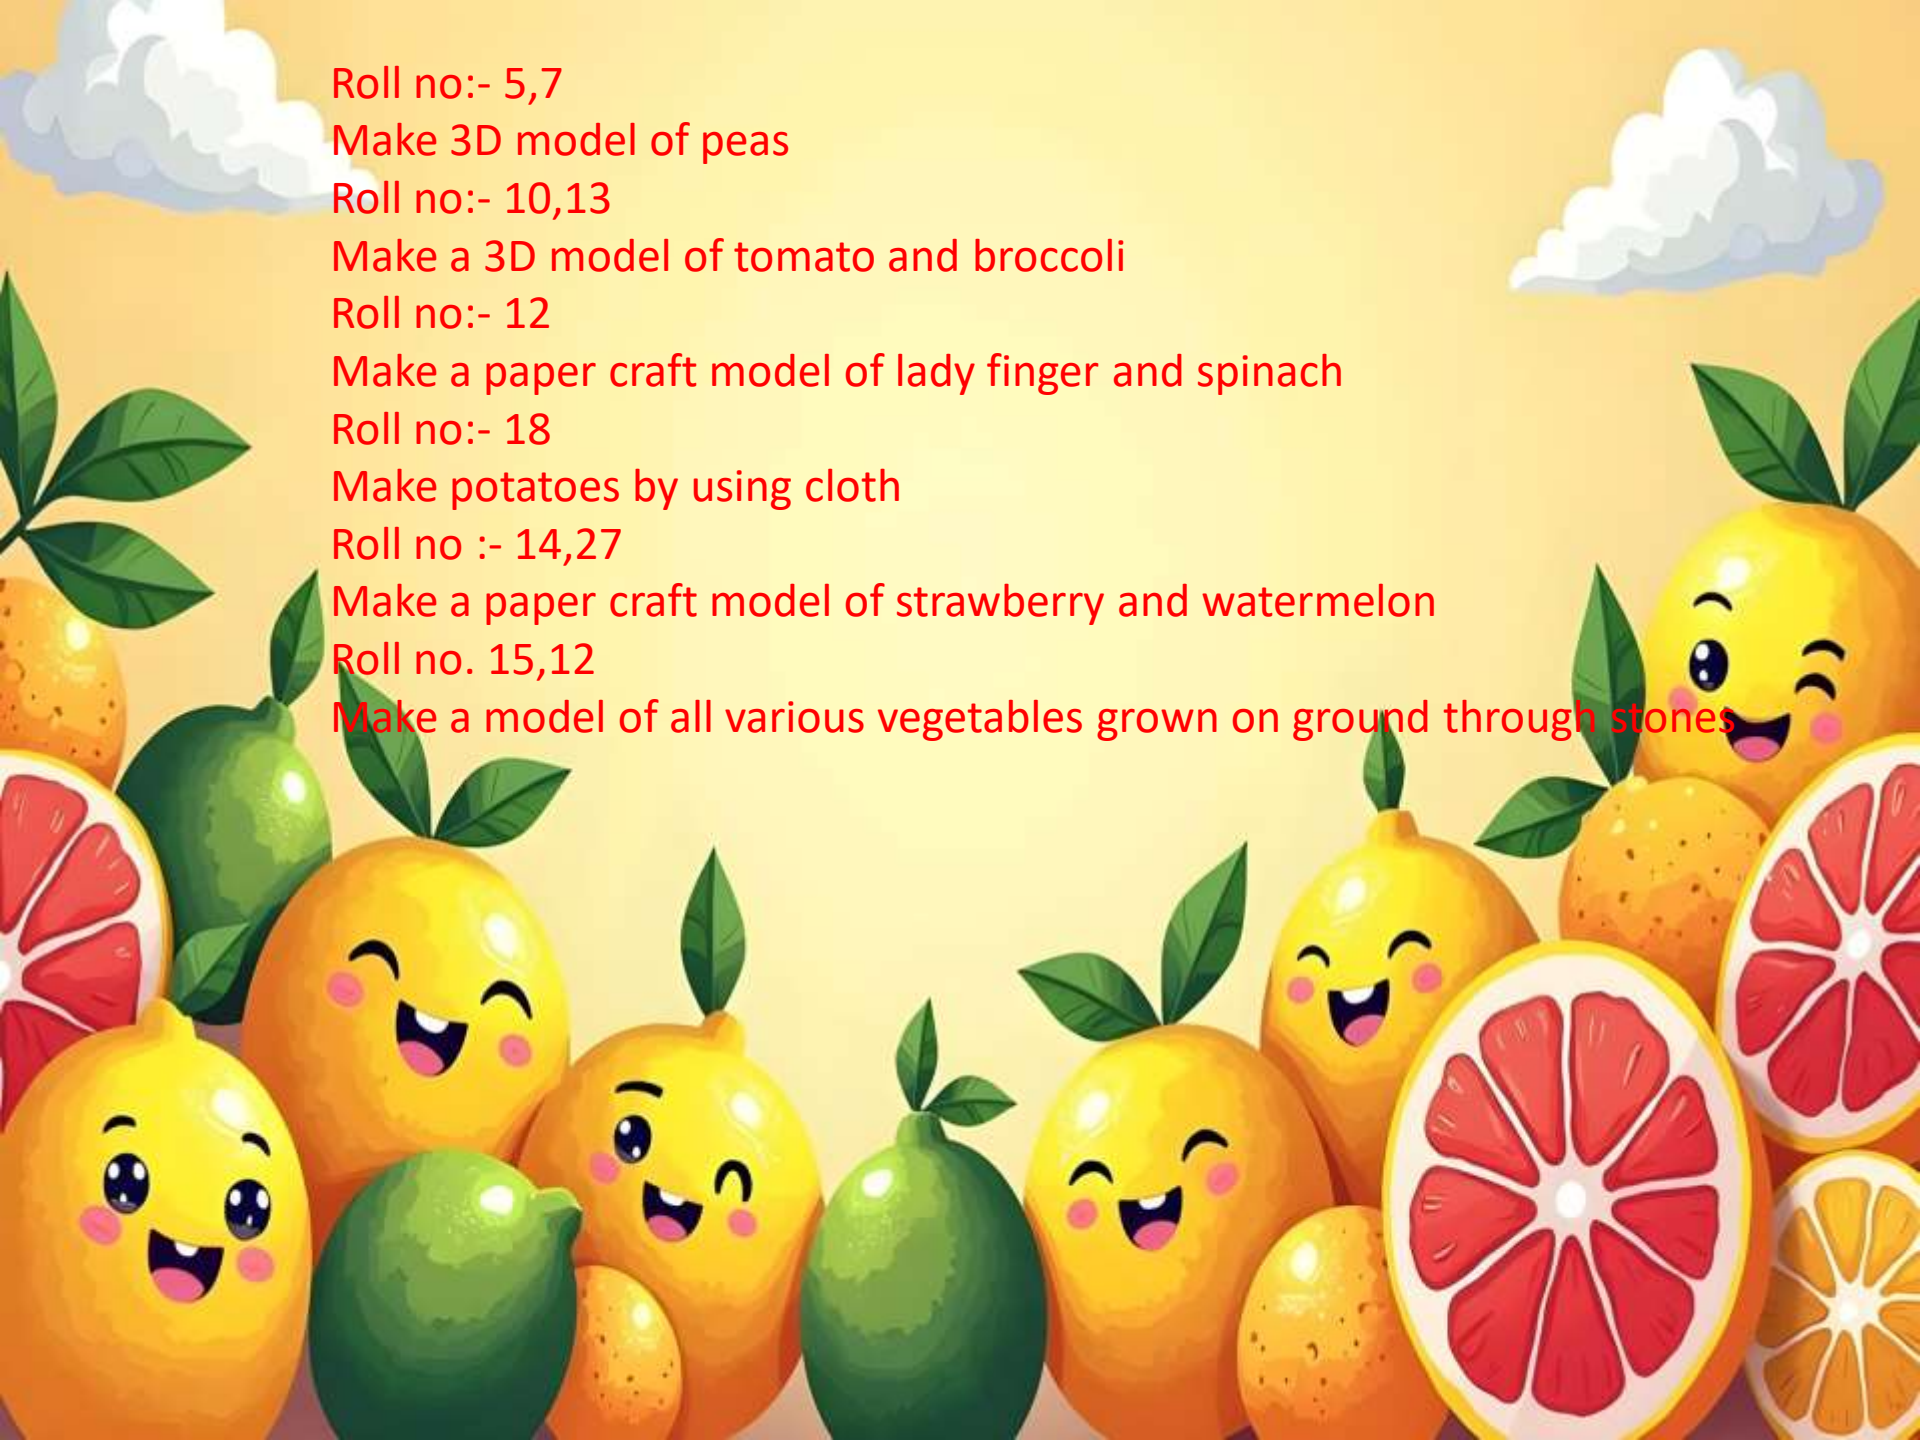 Roll no:- 5,7
Make 3D model of peas
Roll no:- 10,13
Make a 3D model of tomato and broccoli
Roll no:- 12
Make a paper craft model of lady finger and spinach
Roll no:- 18
Make potatoes by using cloth
Roll no :- 14,27
Make a paper craft model of strawberry and watermelon
Roll no. 15,12
Make a model of all various vegetables grown on ground through stones